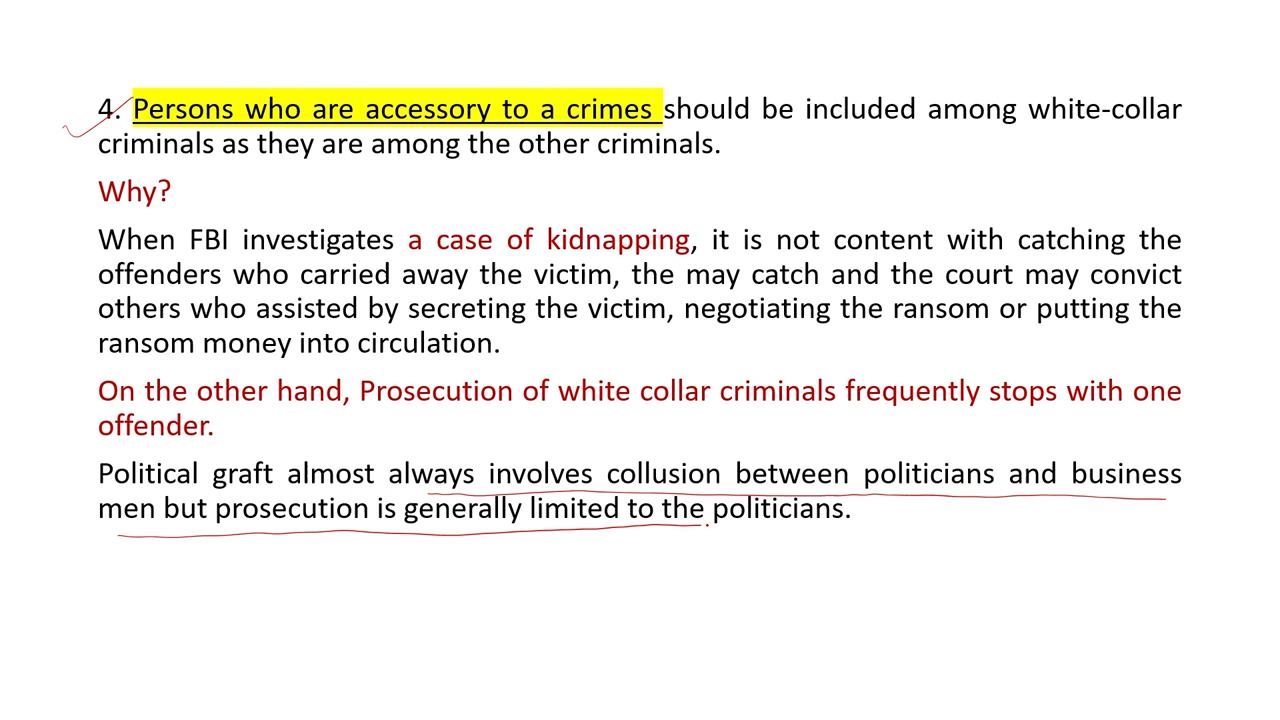 4. Persons who are accessory to a crimes should be included among white-collar
criminals as they are among the other criminals.
Why?
When FBI investigates a case of kidnapping, it is not content with catching the
offenders who carried away the victim, the may catch and the court may convict
others who assisted by secreting the victim, negotiating the ransom or putting the
ransom money into circulation.
On the other hand, Prosecution of white collar criminals frequently stops with one
offender.
Political graft almost always involves collusion between politicians and business
men but prosecution is generally limited to the politicians.